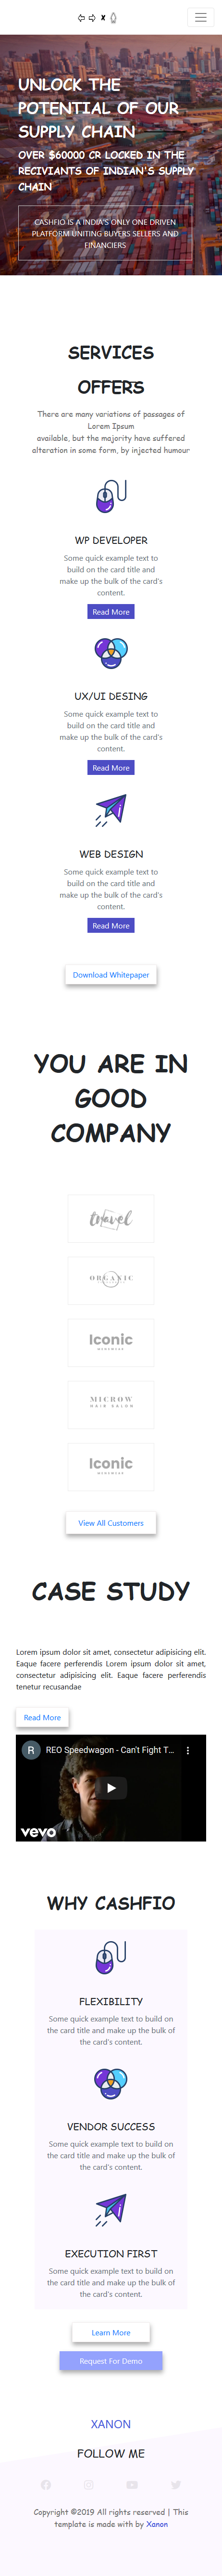 UNLOCK THE
POTENTIAL OF OUR
SUPPLY CHAIN
OVER $60000 CR LOCKED IN THE
RECIVIANTS OF INDIAN'S SUPPLY
CHAIN
CASHFIO IS A INDIA'S ONLY ONE DRIVEN
PLATFORM UNITING BUYERS SELLERS AND
FINANCIERS
SERVICES
OFFERS
There are many variations of passages of
Lorem Ipsum
available, but the majority have suffered
alteration in some form, by injected humour
WP DEVELOPER
Some quick example text to
build on the card title and
make up the bulk of the card's
content.
Read More
UX/UI DESING
Some quick example text to
build on the card title and
make up the bulk of the card's
content.
Read More
WEB DESIGN
Some quick example text to
build on the card title and
make up the bulk of the card's
content.
Read More
Download Whitepaper
YOU ARE IN
GOOD
COMPANY
travel
ORGANIC
Iconic
MICROW
HAIR SALON
Iconic
View All Customers
CASE STUDY
Lorem ipsum dolor sit amet, consectetur adipisicing elit.
Eaque facere perferendis Lorem ipsum dolor sit amet,
consectetur adipisicing elit. Eaque facere perferendis
tenetur recusandae
Read More
R REO Speedwagon - Can't Fight T...
vevo
WHY CASHFIO
FLEXIBILITY
Some quick example text to build on
the card title and make up the bulk of
the card's content.
VENDOR SUCCESS
Some quick example text to build on
the card title and make up the bulk of
the card's content.
EXECUTION FIRST
Some quick example text to build on
the card title and make up the bulk of
the card's content.
Learn More
Request For Demo
XANON
FOLLOW ME
Copyright ©2019 All rights reserved | This
template is made with by Xanon